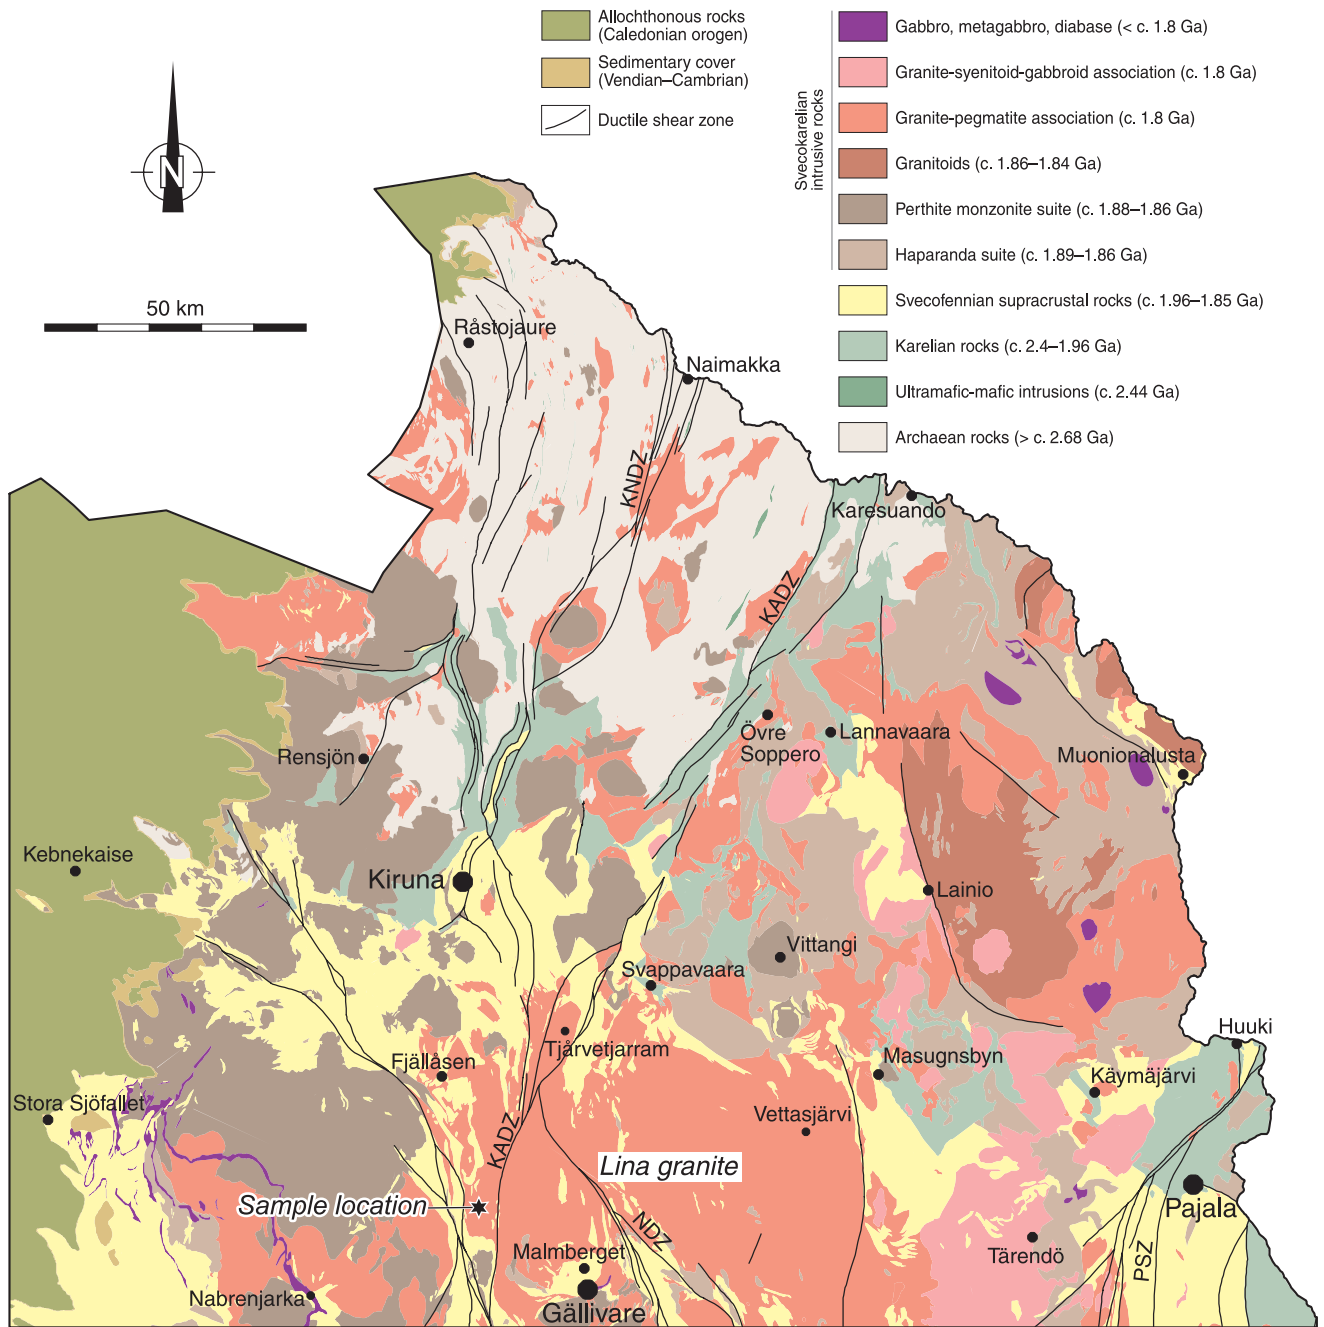 Allochthonous rocks
(Caledonian orogen)
Sedimentary cover
(Vendian–Cambrian)
Ductile shear zone
Svecokarelian
intrusive rocks
Gabbro, metagabbro, diabase (< c. 1.8 Ga)
Granite-syenitoid-gabbroid association (c. 1.8 Ga)
Granite-pegmatite association (c. 1.8 Ga)
Granitoids (c. 1.86–1.84 Ga)
Perthite monzonite suite (c. 1.88–1.86 Ga)
Haparanda suite (c. 1.89–1.86 Ga)
Svecofennian supracrustal rocks (c. 1.96–1.85 Ga)
Karelian rocks (c. 2.4–1.96 Ga)
Ultramafic-mafic intrusions (c. 2.44 Ga)
Archaean rocks (> c. 2.68 Ga)
N
50 km
Råstojaure
Naimakka
KNDZ
Karesuando
KADZ
Övre
Soppero
Lannavaara
Rensjön
Muonionalusta
Kebnekaise
Kiruna
Lainio
Vittangi
Svappavaara
Tjårvetjarram
Huuki
Fjällåsen
Masugnsbyn
Käymäjärvi
Stora Sjöfallet
KADZ
Vettasjärvi
Lina granite
Sample location
Pajala
NDZ
Malmberget
Tärendö
PSZ
Nabrenjarka
Gällivare